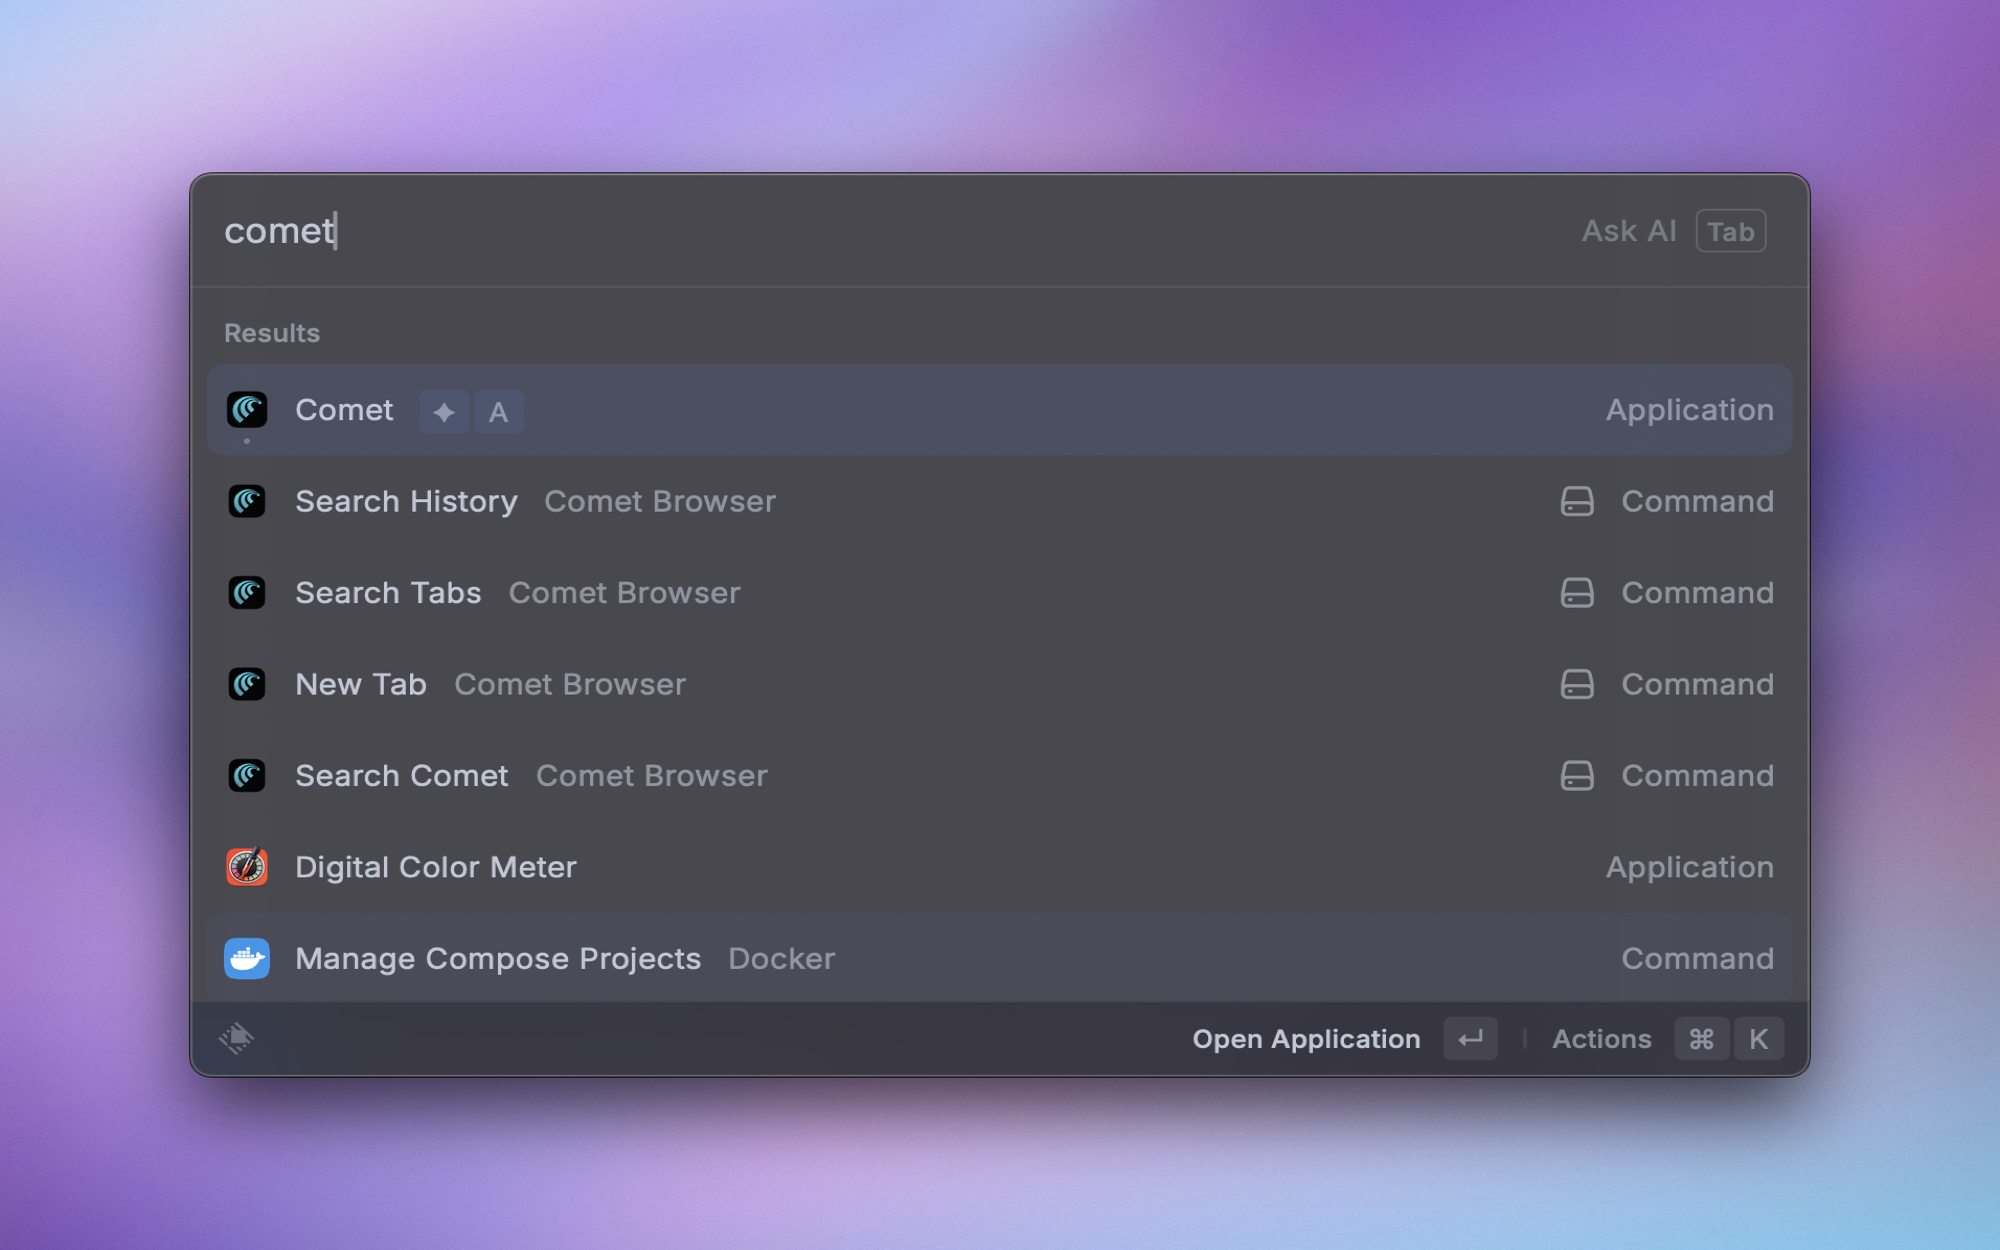 comet Ask AI Tab
Results
Comet ✦ A Application
Search History Comet Browser Command
Search Tabs Comet Browser Command
New Tab Comet Browser Command
Search Comet Comet Browser Command
Digital Color Meter Application
Manage Compose Projects Docker Command
Open Application ↵ Actions ⌘ K